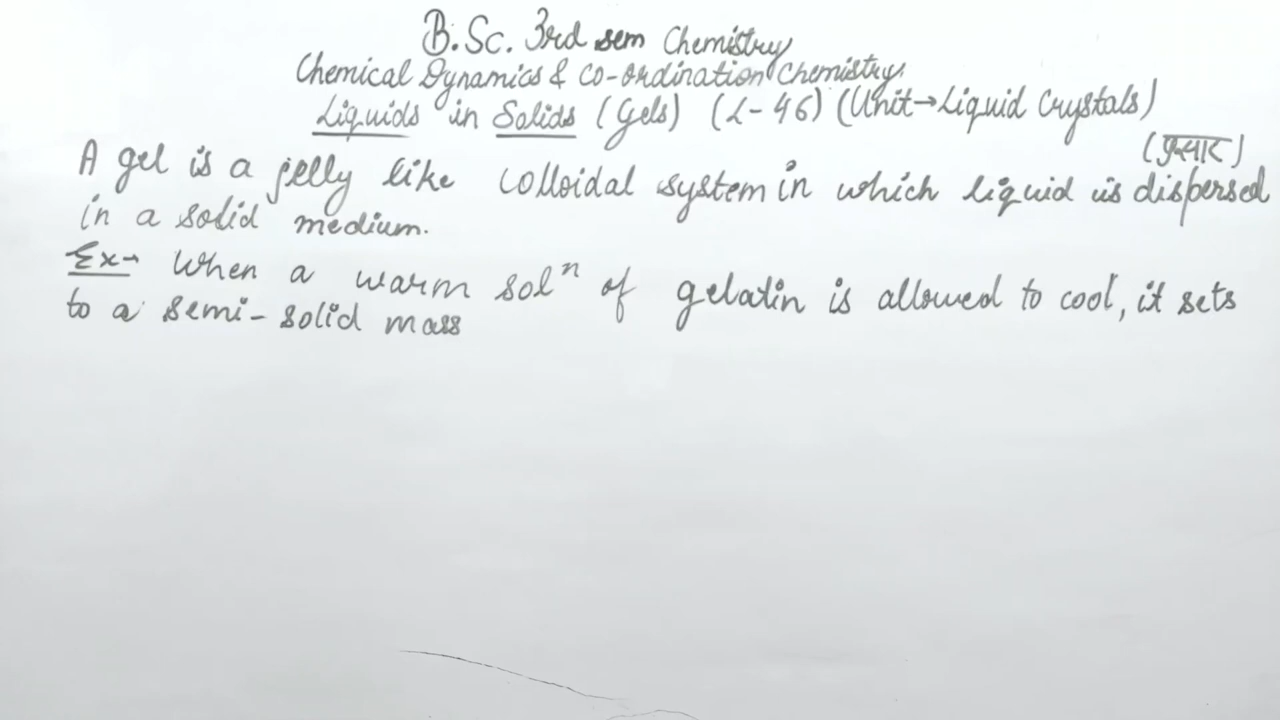 B.Sc. 3rd sem Chemistry
Chemical Dynamics & Co-ordination Chemistry
Liquids in Solids (Gels) (L-46) (Unit→Liquid Crystals)
A gel is a jelly like colloidal system in which liquid is dispersed
in a solid medium.
Ex→ When a warm solⁿ of gelatin is allowed to cool, it sets
to a semi-solid mass